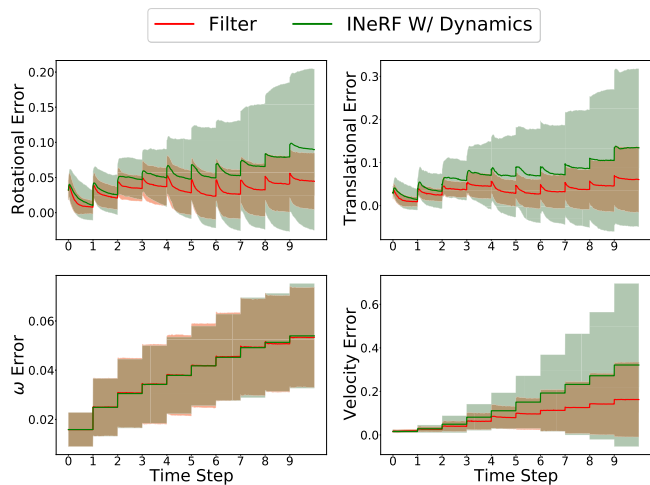 Filter INeRF W/ Dynamics
Rotational Error
0.20
0.15
0.10
0.05
0.00
0 1 2 3 4 5 6 7 8 9
Translational Error
0.3
0.2
0.1
0.0
0 1 2 3 4 5 6 7 8 9
ω Error
0.06
0.04
0.02
0 1 2 3 4 5 6 7 8 9
Time Step
Velocity Error
0.6
0.4
0.2
0.0
0 1 2 3 4 5 6 7 8 9
Time Step